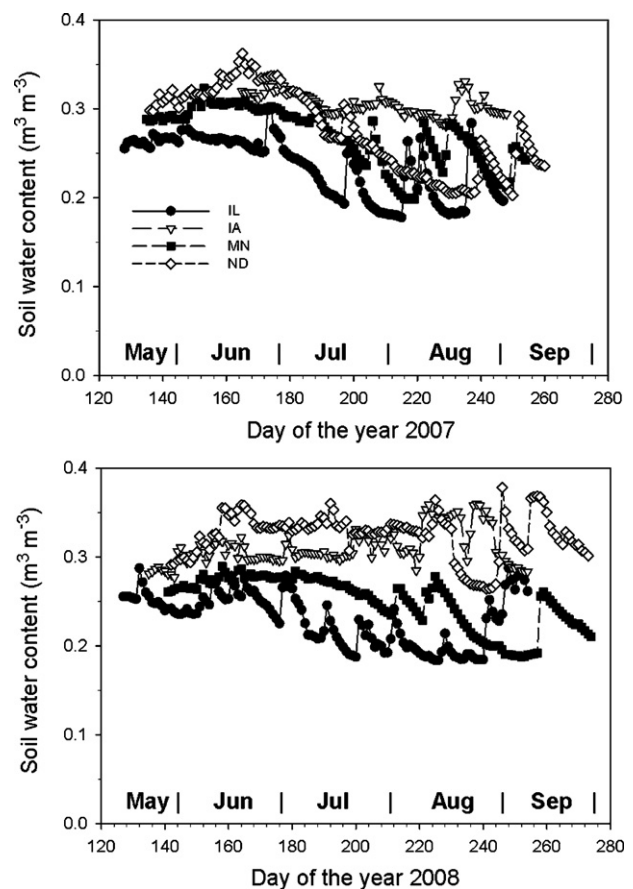 Soil water content (m³ m⁻³)
0.4
0.3
0.2
0.1
0.0
IL
IA
MN
ND
May | Jun | Jul | Aug | Sep |
120 140 160 180 200 220 240 260 280
Day of the year 2007
Soil water content (m³ m⁻³)
0.4
0.3
0.2
0.1
0.0
May | Jun | Jul | Aug | Sep |
120 140 160 180 200 220 240 260 280
Day of the year 2008